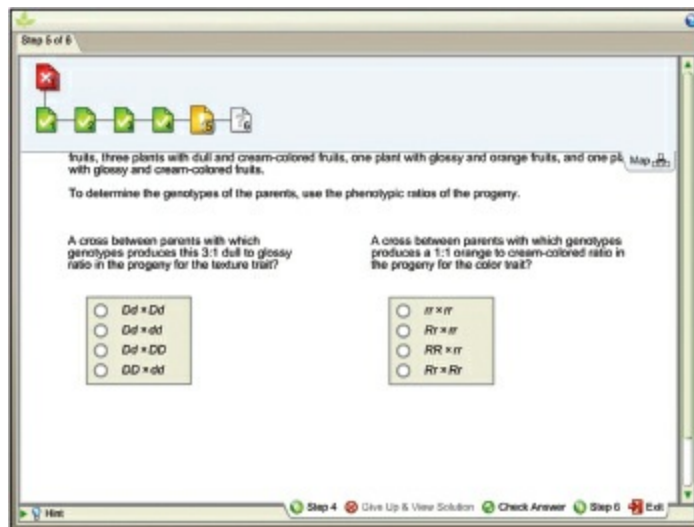 Step 5 of 6
1 2 3 4 5 6
fruits, three plants with dull and cream-colored fruits, one plant with glossy and orange fruits, and one pl
Map
with glossy and cream-colored fruits.
To determine the genotypes of the parents, use the phenotypic ratios of the progeny.
A cross between parents with which
genotypes produces this 3:1 dull to glossy
ratio in the progeny for the texture trait?
Dd × Dd
Dd × dd
Dd × DD
DD × dd
A cross between parents with which genotypes
produces a 1:1 orange to cream-colored ratio in
the progeny for the color trait?
rr × rr
Rr × rr
RR × rr
Rr × Rr
Hint
Step 4 Give Up & View Solution Check Answer Step 6 Exit